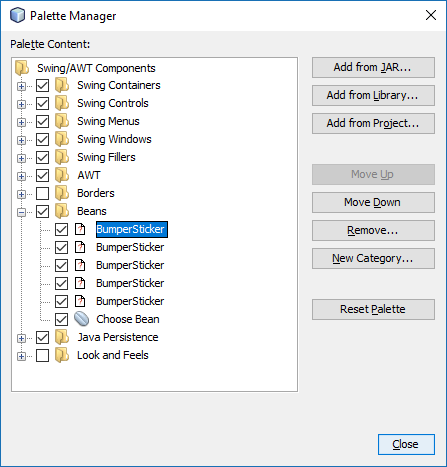 Palette Manager
Palette Content:
Swing/AWT Components
Swing Containers
Swing Controls
Swing Menus
Swing Windows
Swing Fillers
AWT
Borders
Beans
BumperSticker
BumperSticker
BumperSticker
BumperSticker
BumperSticker
Choose Bean
Java Persistence
Look and Feels
Add from JAR...
Add from Library...
Add from Project...
Move Up
Move Down
Remove...
New Category...
Reset Palette
Close